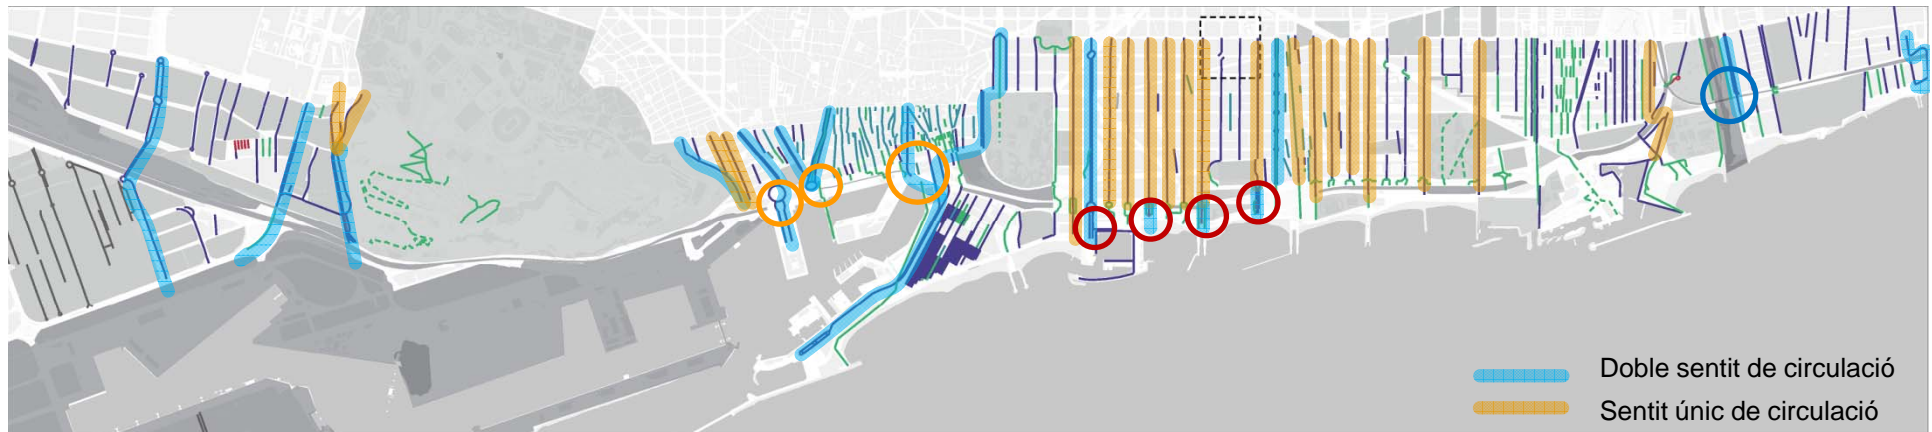 Doble sentit de circulació
Sentit únic de circulació